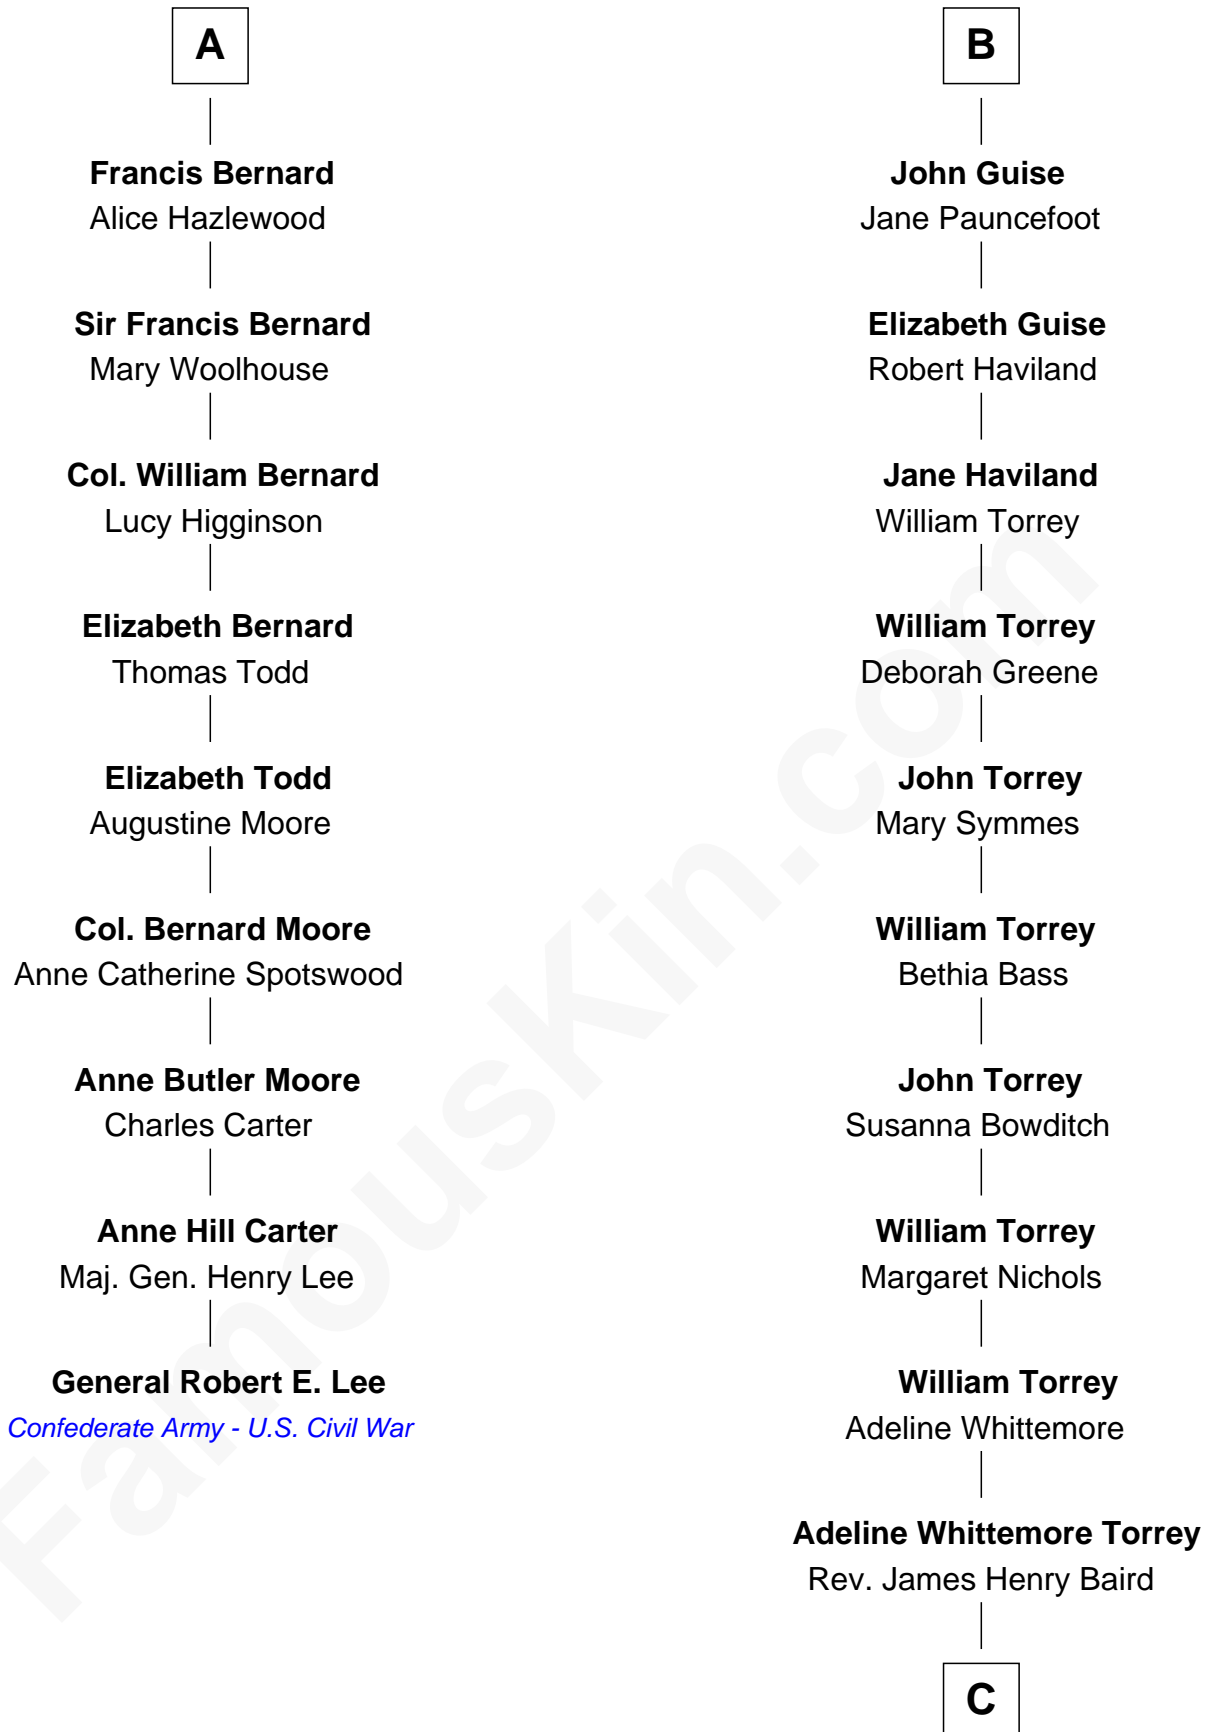 A
Francis Bernard
Alice Hazlewood
Sir Francis Bernard
Mary Woolhouse
Col. William Bernard
Lucy Higginson
Elizabeth Bernard
Thomas Todd
Elizabeth Todd
Augustine Moore
Col. Bernard Moore
Anne Catherine Spotswood
Anne Butler Moore
Charles Carter
Anne Hill Carter
Maj. Gen. Henry Lee
General Robert E. Lee
Confederate Army - U.S. Civil War
B
John Guise
Jane Pauncefoot
Elizabeth Guise
Robert Haviland
Jane Haviland
William Torrey
William Torrey
Deborah Greene
John Torrey
Mary Symmes
William Torrey
Bethia Bass
John Torrey
Susanna Bowditch
William Torrey
Margaret Nichols
William Torrey
Adeline Whittemore
Adeline Whittemore Torrey
Rev. James Henry Baird
C
FamousKin.com